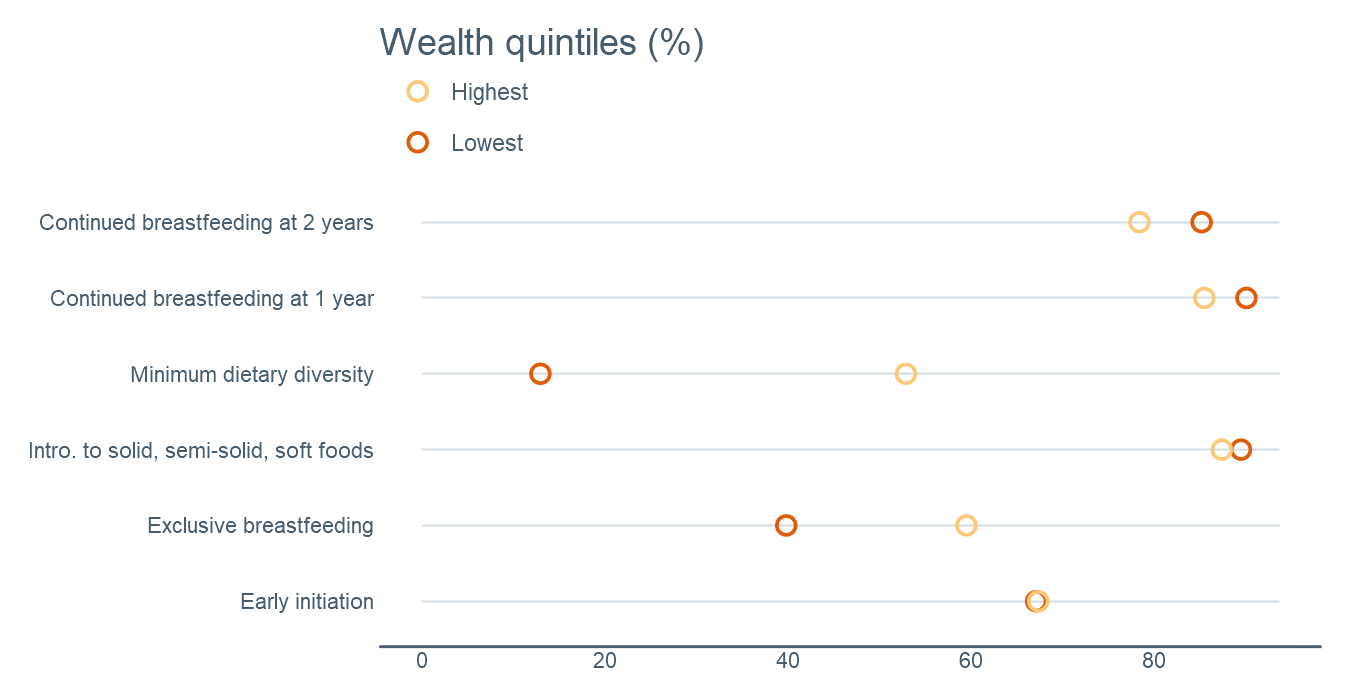 Wealth quintiles (%)
Highest
Lowest
Continued breastfeeding at 2 years
Continued breastfeeding at 1 year
Minimum dietary diversity
Intro. to solid, semi-solid, soft foods
Exclusive breastfeeding
Early initiation
0 20 40 60 80